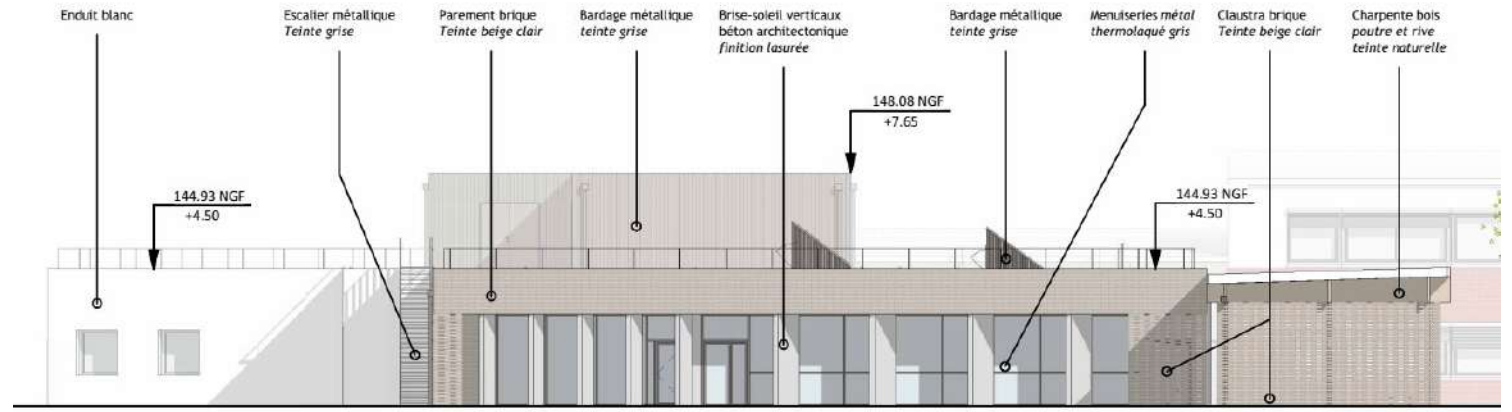 Enduit blanc
Escalier métallique
Teinte grise
Parement brique
Teinte beige clair
Bardage métallique
teinte grise
Brise-soleil verticaux
béton architectonique
finition lasurée
Bardage métallique
teinte grise
Menuiseries métal
thermolaqué gris
Claustra brique
Teinte beige clair
Charpente bois
poutre et rive
teinte naturelle
148.08 NGF
+7.65
144.93 NGF
+4.50
144.93 NGF
+4.50